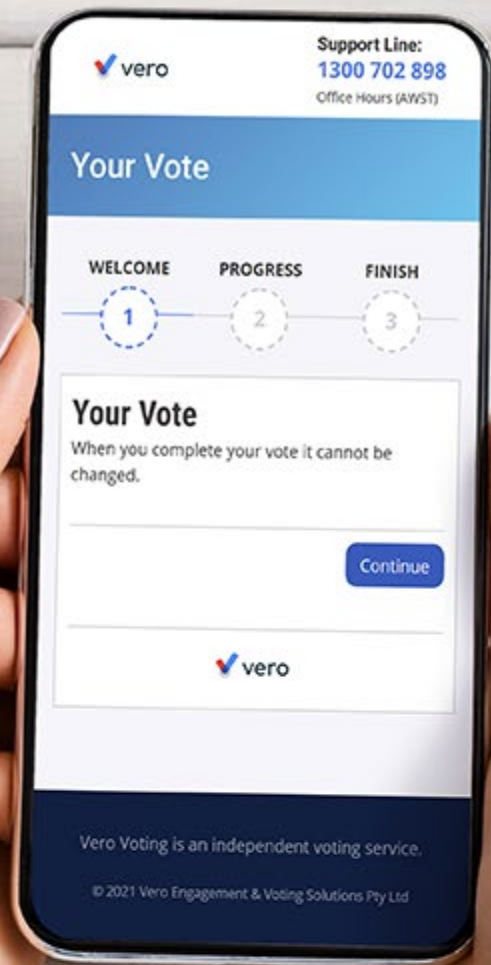 vero
Support Line:
1300 702 898
Office Hours (AWST)
Your Vote
WELCOME
PROGRESS
FINISH
1
2
3
Your Vote
When you complete your vote it cannot be
changed.
Continue
vero
Vero Voting is an independent voting service.
© 2021 Vero Engagement & Voting Solutions Pty Ltd